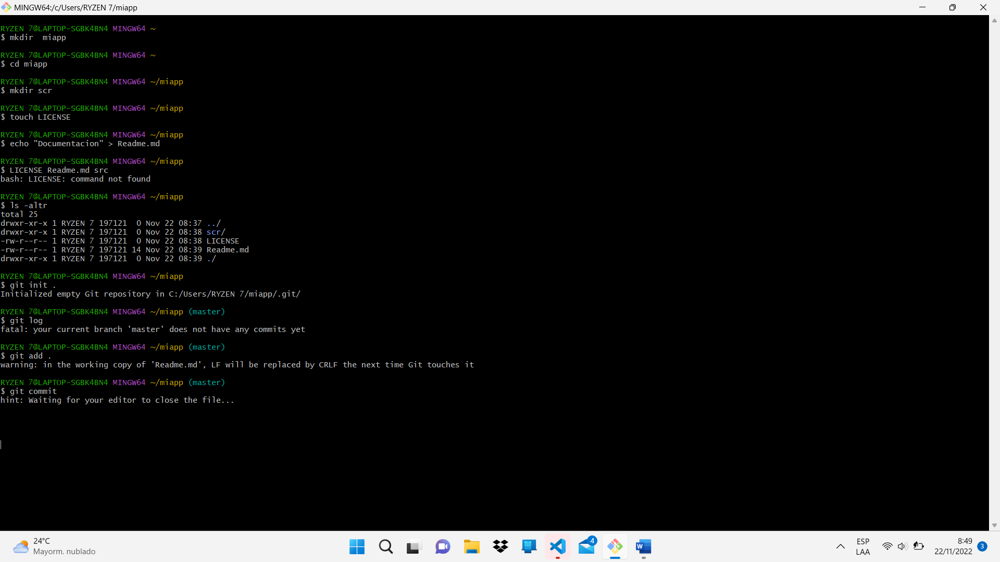 MINGW64:/c/Users/RYZEN 7/miapp
RYZEN 7@LAPTOP-SGBK4BN4 MINGW64 ~
$ mkdir  miapp
RYZEN 7@LAPTOP-SGBK4BN4 MINGW64 ~
$ cd miapp
RYZEN 7@LAPTOP-SGBK4BN4 MINGW64 ~/miapp
$ mkdir scr
RYZEN 7@LAPTOP-SGBK4BN4 MINGW64 ~/miapp
$ touch LICENSE
RYZEN 7@LAPTOP-SGBK4BN4 MINGW64 ~/miapp
$ echo "Documentacion" > Readme.md
RYZEN 7@LAPTOP-SGBK4BN4 MINGW64 ~/miapp
$ LICENSE Readme.md src
bash: LICENSE: command not found
RYZEN 7@LAPTOP-SGBK4BN4 MINGW64 ~/miapp
$ ls -altr
total 25
drwxr-xr-x 1 RYZEN 7 197121  0 Nov 22 08:37 ../
drwxr-xr-x 1 RYZEN 7 197121  0 Nov 22 08:38 scr/
-rw-r--r-- 1 RYZEN 7 197121  0 Nov 22 08:38 LICENSE
-rw-r--r-- 1 RYZEN 7 197121 14 Nov 22 08:39 Readme.md
drwxr-xr-x 1 RYZEN 7 197121  0 Nov 22 08:39 ./
RYZEN 7@LAPTOP-SGBK4BN4 MINGW64 ~/miapp
$ git init .
Initialized empty Git repository in C:/Users/RYZEN 7/miapp/.git/
RYZEN 7@LAPTOP-SGBK4BN4 MINGW64 ~/miapp (master)
$ git log
fatal: your current branch 'master' does not have any commits yet
RYZEN 7@LAPTOP-SGBK4BN4 MINGW64 ~/miapp (master)
$ git add .
warning: in the working copy of 'Readme.md', LF will be replaced by CRLF the next time Git touches it
RYZEN 7@LAPTOP-SGBK4BN4 MINGW64 ~/miapp (master)
$ git commit
hint: Waiting for your editor to close the file...
24°C
Mayorm. nublado
4
W
ESP
LAA
8:49
22/11/2022
3